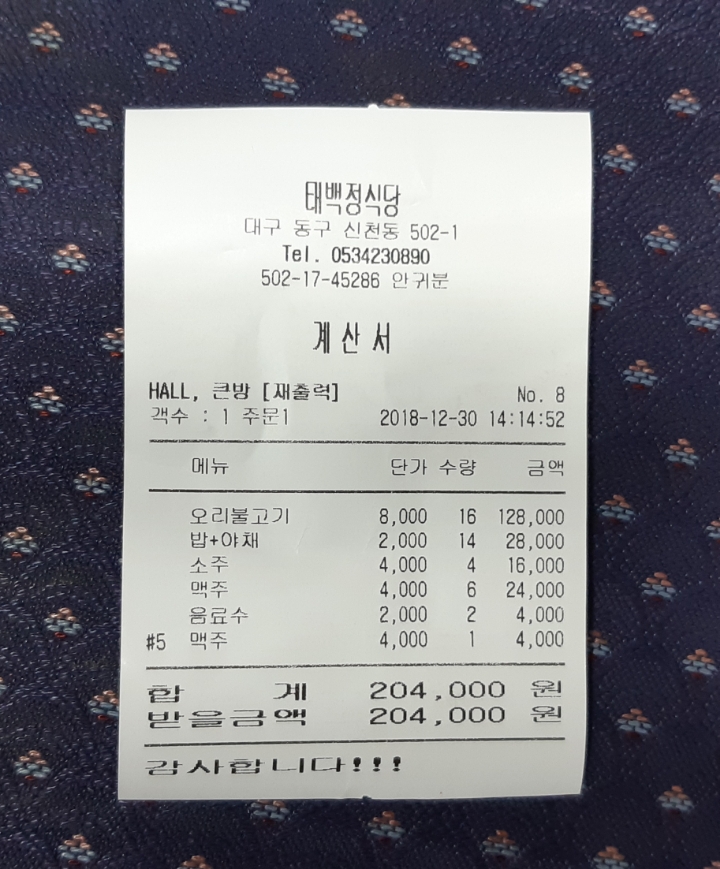 태백정식당
대구 동구 신천동 502-1
Tel. 0534230890
502-17-45286 안귀분
계 산 서
HALL, 큰방 [재출력] No. 8
객수 : 1 주문1 2018-12-30 14:14:52
메뉴 단가 수량 금액
오리불고기 8,000 16 128,000
밥+야채 2,000 14 28,000
소주 4,000 4 16,000
맥주 4,000 6 24,000
음료수 2,000 2 4,000
#5 맥주 4,000 1 4,000
합 계 204,000 원
받을금액 204,000 원
감사합니다!!!